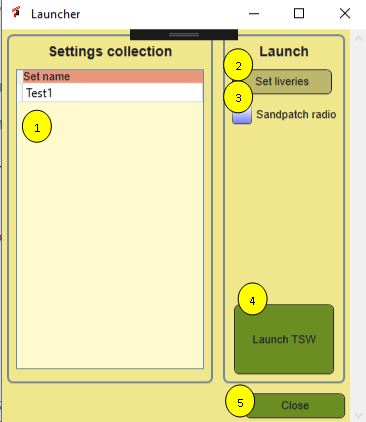 Launcher
Settings collection
Set name
Test1
1
Launch
2
Set liveries
3
Sandpatch radio
4
Launch TSW
5
Close